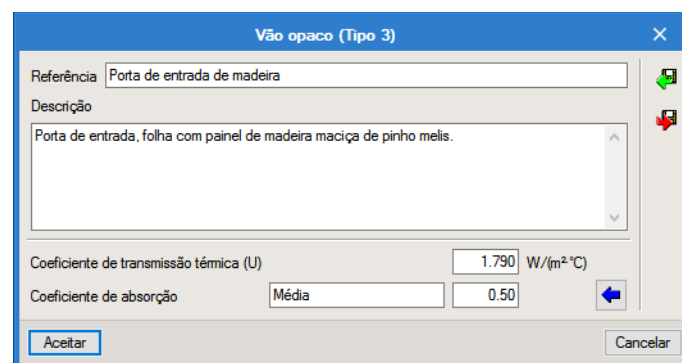 Vão opaco (Tipo 3)
Referência Porta de entrada de madeira
Descrição
Porta de entrada, folha com painel de madeira maciça de pinho melis.
Coeficiente de transmissão térmica (U) 1.790 W/(m²·°C)
Coeficiente de absorção Média 0.50
Aceitar Cancelar